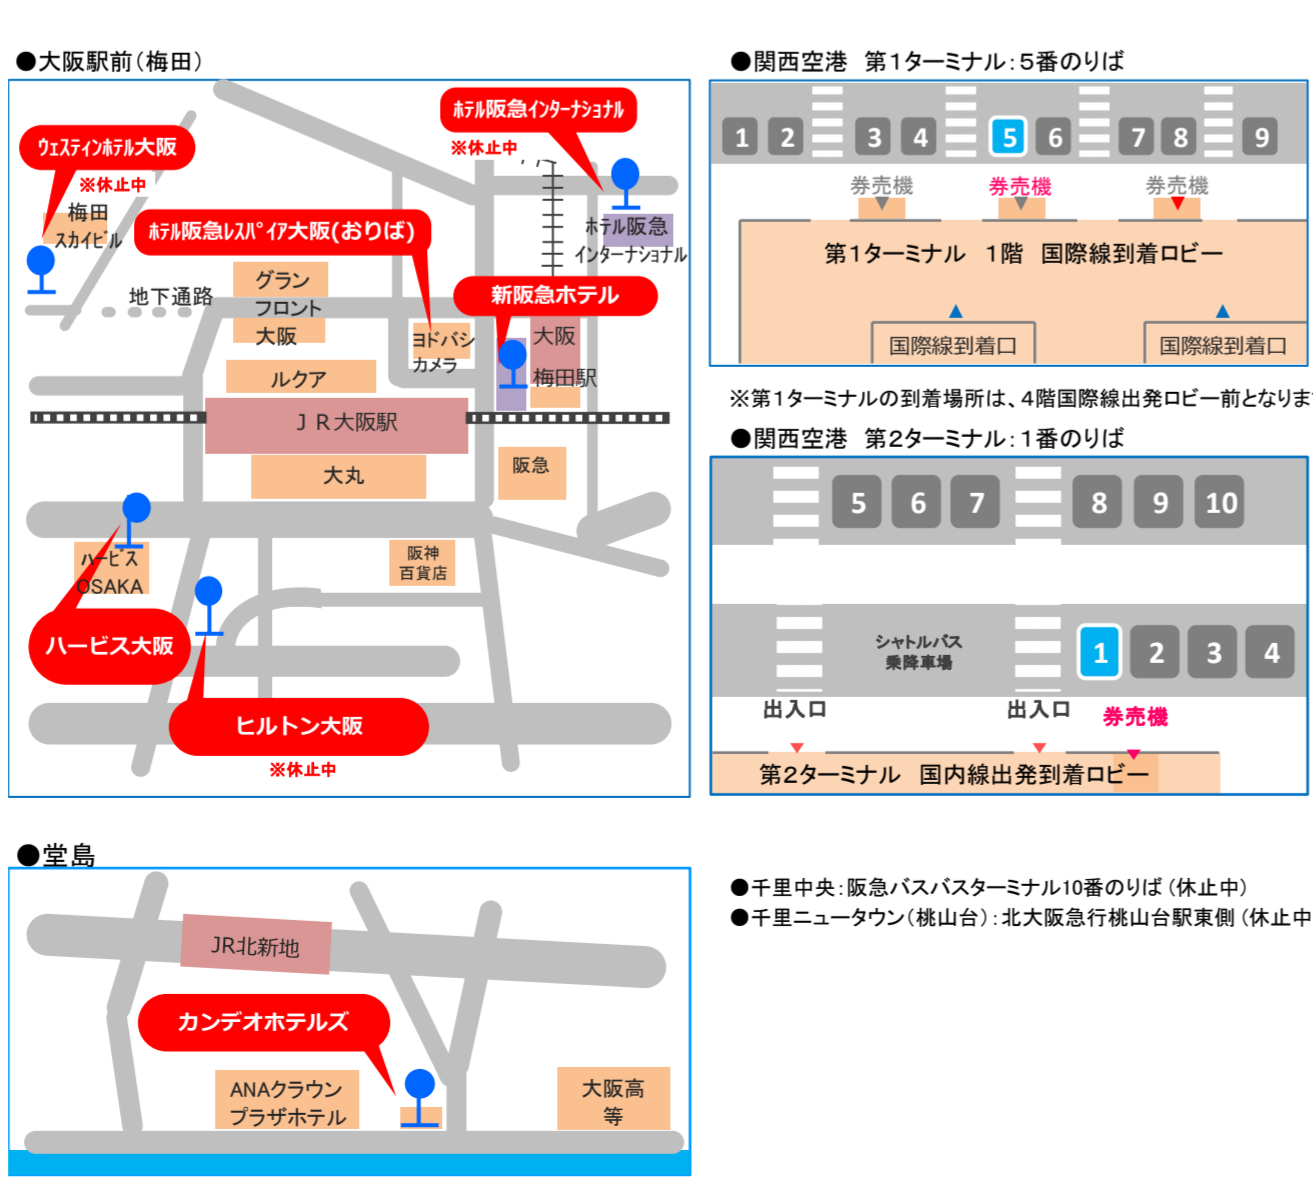 ●大阪駅前（梅田）
ホテル阪急インターナショナル
※休止中
ウェスティンホテル大阪
※休止中
梅田
スカイビル
ホテル阪急レスパイア大阪(おりば)
ホテル阪急
インターナショナル
地下通路
グラン
フロント
大阪
新阪急ホテル
ヨドバシ
カメラ
大阪
梅田駅
ルクア
ＪＲ大阪駅
大丸
阪急
ハービス
OSAKA
阪神
百貨店
ハービス大阪
ヒルトン大阪
※休止中
●関西空港　第１ターミナル：５番のりば
1 2 3 4 5 6 7 8 9
券売機 券売機 券売機
第１ターミナル　１階　国際線到着ロビー
国際線到着口 国際線到着口
※第１ターミナルの到着場所は、４階国際線出発ロビー前となりま
●関西空港　第２ターミナル：１番のりば
5 6 7 8 9 10
シャトルバス
乗降車場
1 2 3 4
出入口 出入口 券売機
第２ターミナル　国内線出発到着ロビー
●堂島
JR北新地
カンデオホテルズ
ANAクラウン
プラザホテル
大阪高
等
●千里中央：阪急バスバスターミナル10番のりば（休止中）
●千里ニュータウン（桃山台）：北大阪急行桃山台駅東側（休止中